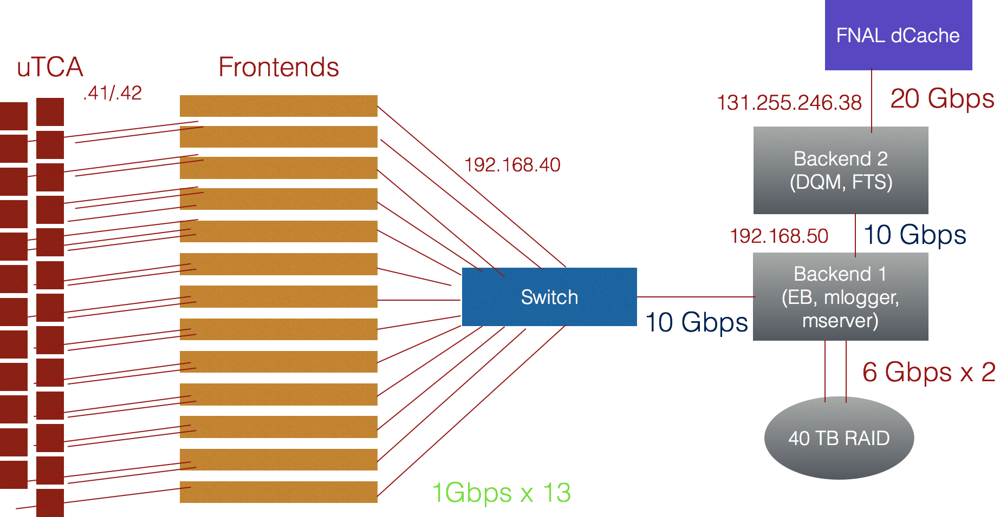 FNAL dCache
uTCA
Frontends
.41/.42
131.255.246.38
20 Gbps
192.168.40
Backend 2
(DQM, FTS)
192.168.50
10 Gbps
Switch
10 Gbps
Backend 1
(EB, mlogger,
mserver)
6 Gbps x 2
40 TB RAID
1Gbps x 13